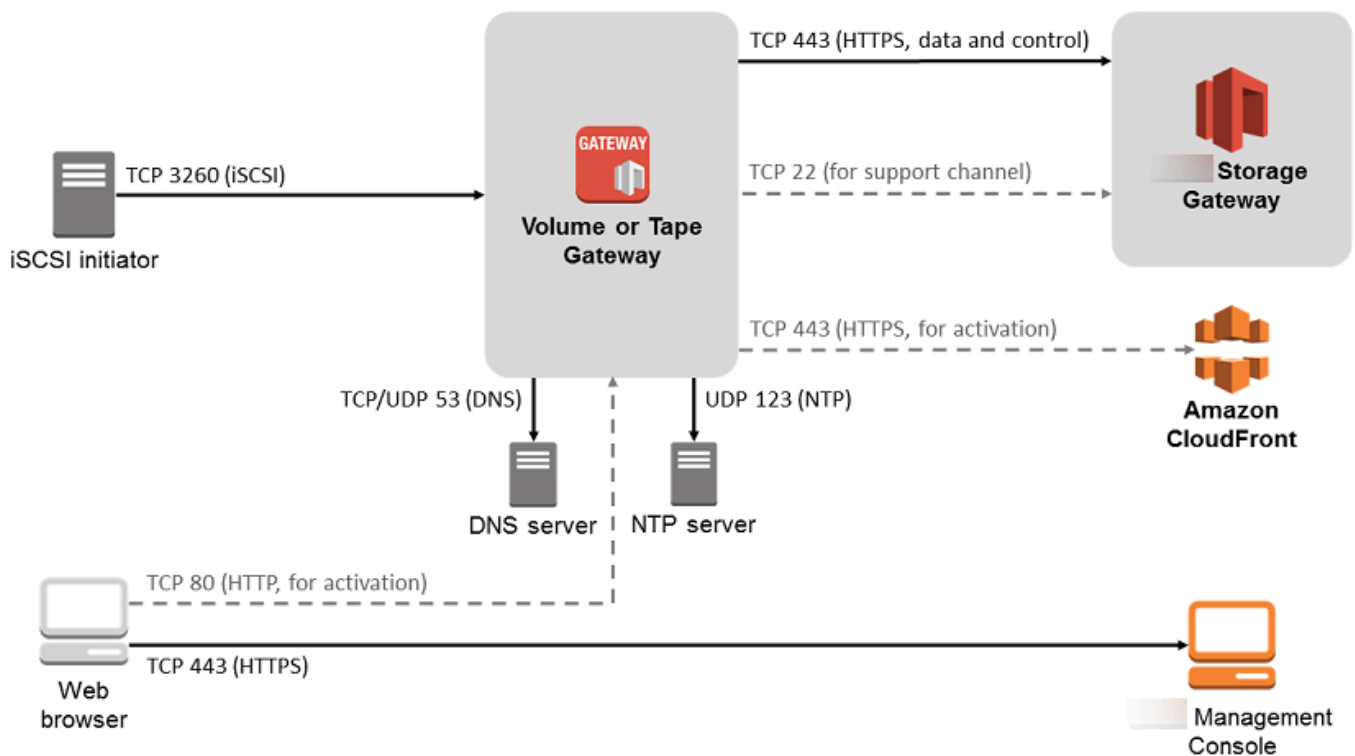 TCP 443 (HTTPS, data and control)
GATEWAY
TCP 3260 (iSCSI)
TCP 22 (for support channel)
Storage
Gateway
Volume or Tape
Gateway
iSCSI initiator
TCP 443 (HTTPS, for activation)
TCP/UDP 53 (DNS)
UDP 123 (NTP)
Amazon
CloudFront
DNS server
NTP server
TCP 80 (HTTP, for activation)
TCP 443 (HTTPS)
Web
browser
Management
Console